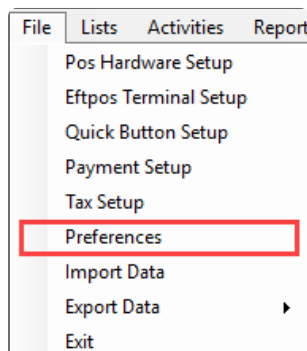 File Lists Activities Report
Pos Hardware Setup
Eftpos Terminal Setup
Quick Button Setup
Payment Setup
Tax Setup
Preferences
Import Data
Export Data
Exit